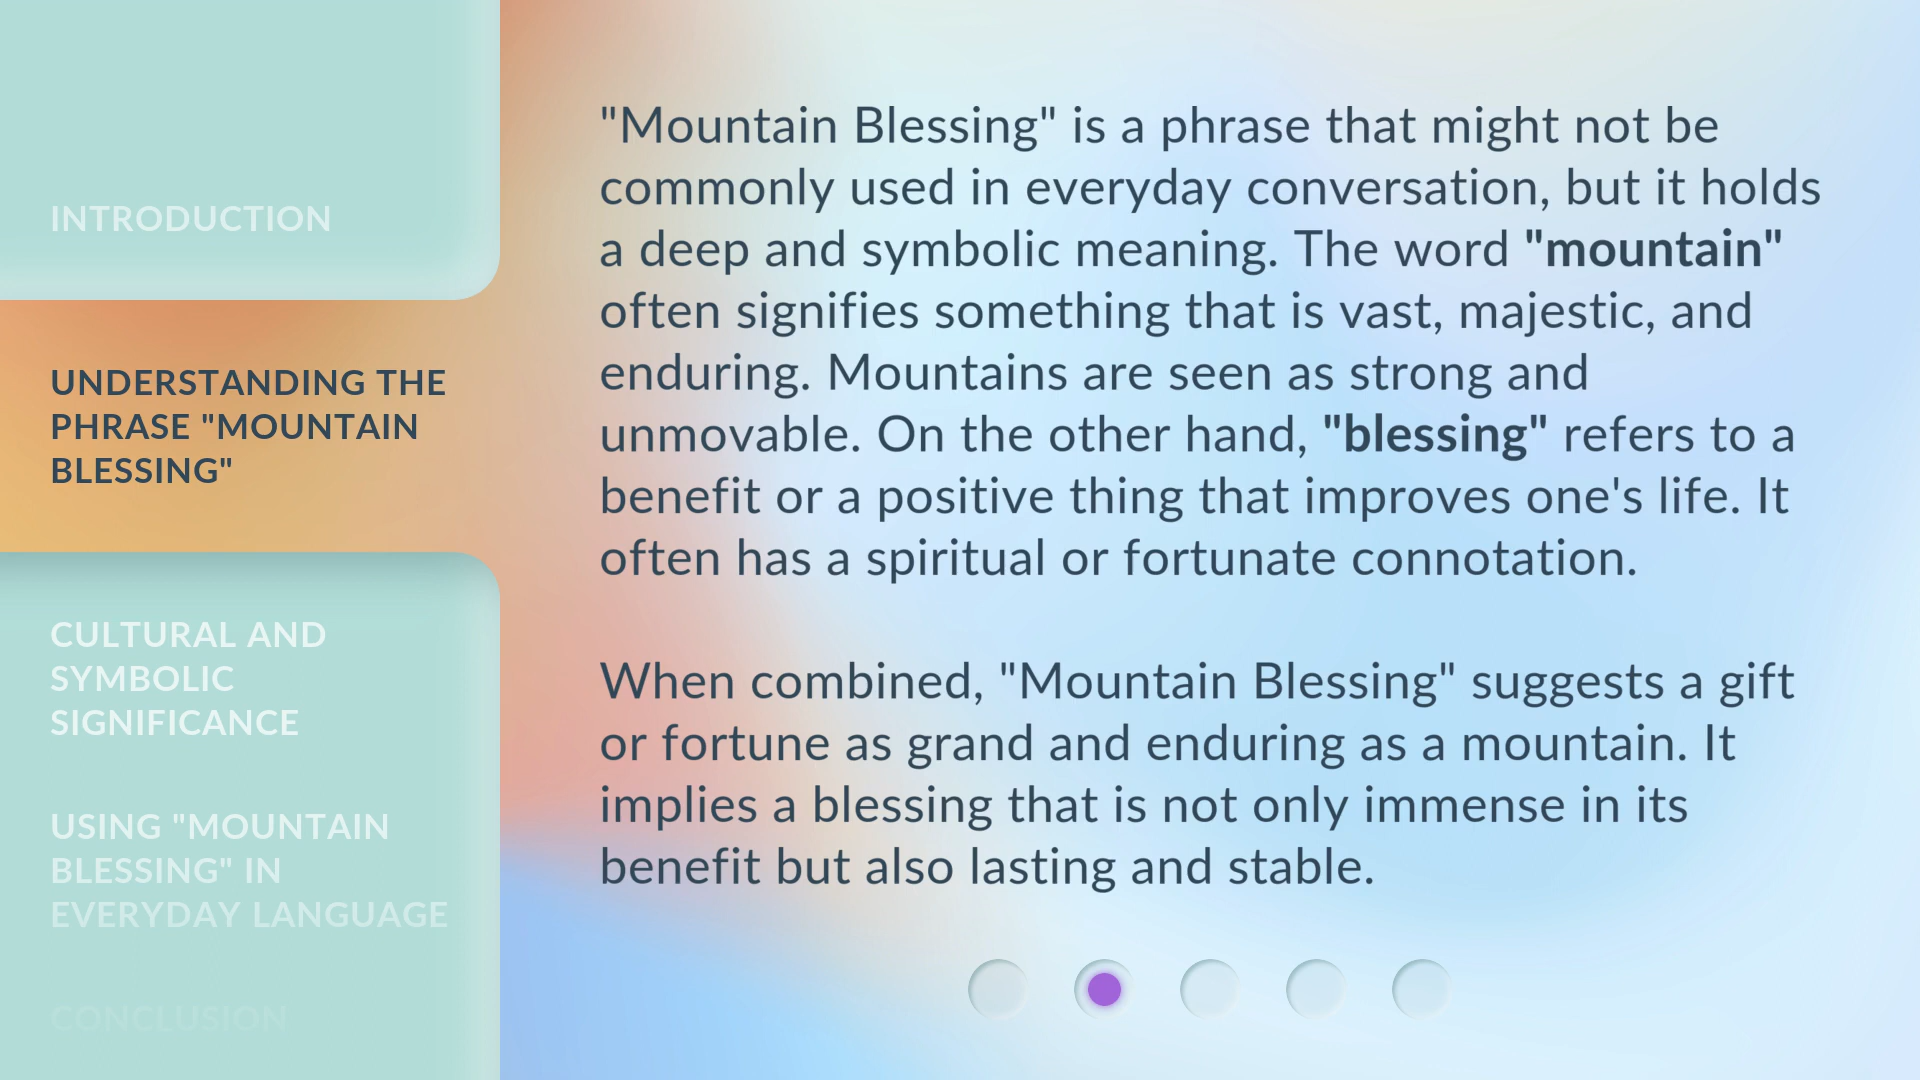 INTRODUCTION
UNDERSTANDING THE
PHRASE "MOUNTAIN
BLESSING"
CULTURAL AND
SYMBOLIC
SIGNIFICANCE
USING "MOUNTAIN
BLESSING" IN
EVERYDAY LANGUAGE
CONCLUSION
"Mountain Blessing" is a phrase that might not be
commonly used in everyday conversation, but it holds
a deep and symbolic meaning. The word "mountain"
often signifies something that is vast, majestic, and
enduring. Mountains are seen as strong and
unmovable. On the other hand, "blessing" refers to a
benefit or a positive thing that improves one's life. It
often has a spiritual or fortunate connotation.
When combined, "Mountain Blessing" suggests a gift
or fortune as grand and enduring as a mountain. It
implies a blessing that is not only immense in its
benefit but also lasting and stable.